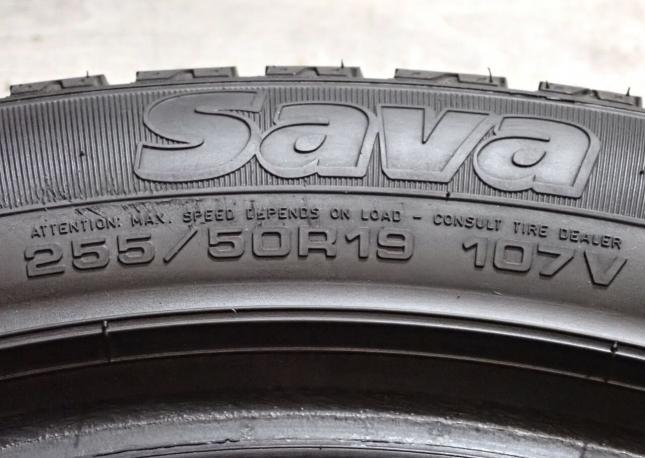 Sava
ATTENTION: MAX. SPEED DEPENDS ON LOAD - CONSULT TIRE DEALER
255/50R19 107V